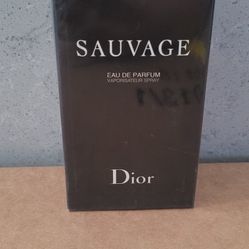 SAUVAGE
EAU DE PARFUM
VAPORISATEUR SPRAY
Dior